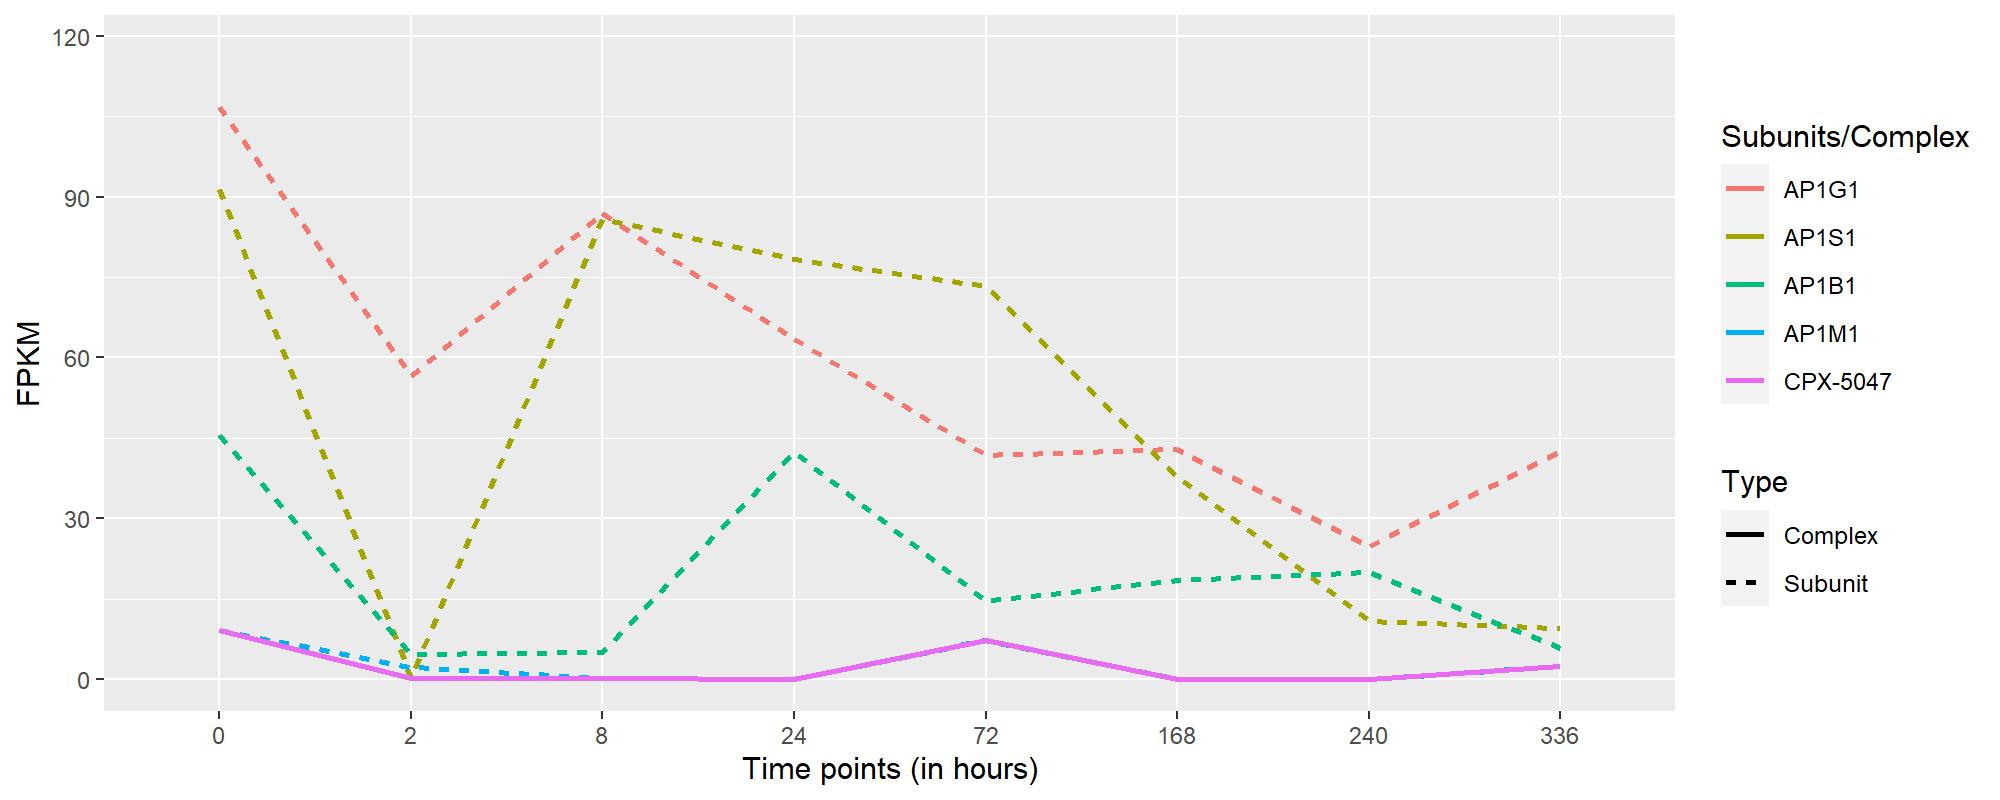 120
90
60
30
0
FPKM
0 2 8 24 72 168 240 336
Time points (in hours)
Subunits/Complex
AP1G1
AP1S1
AP1B1
AP1M1
CPX-5047
Type
Complex
Subunit